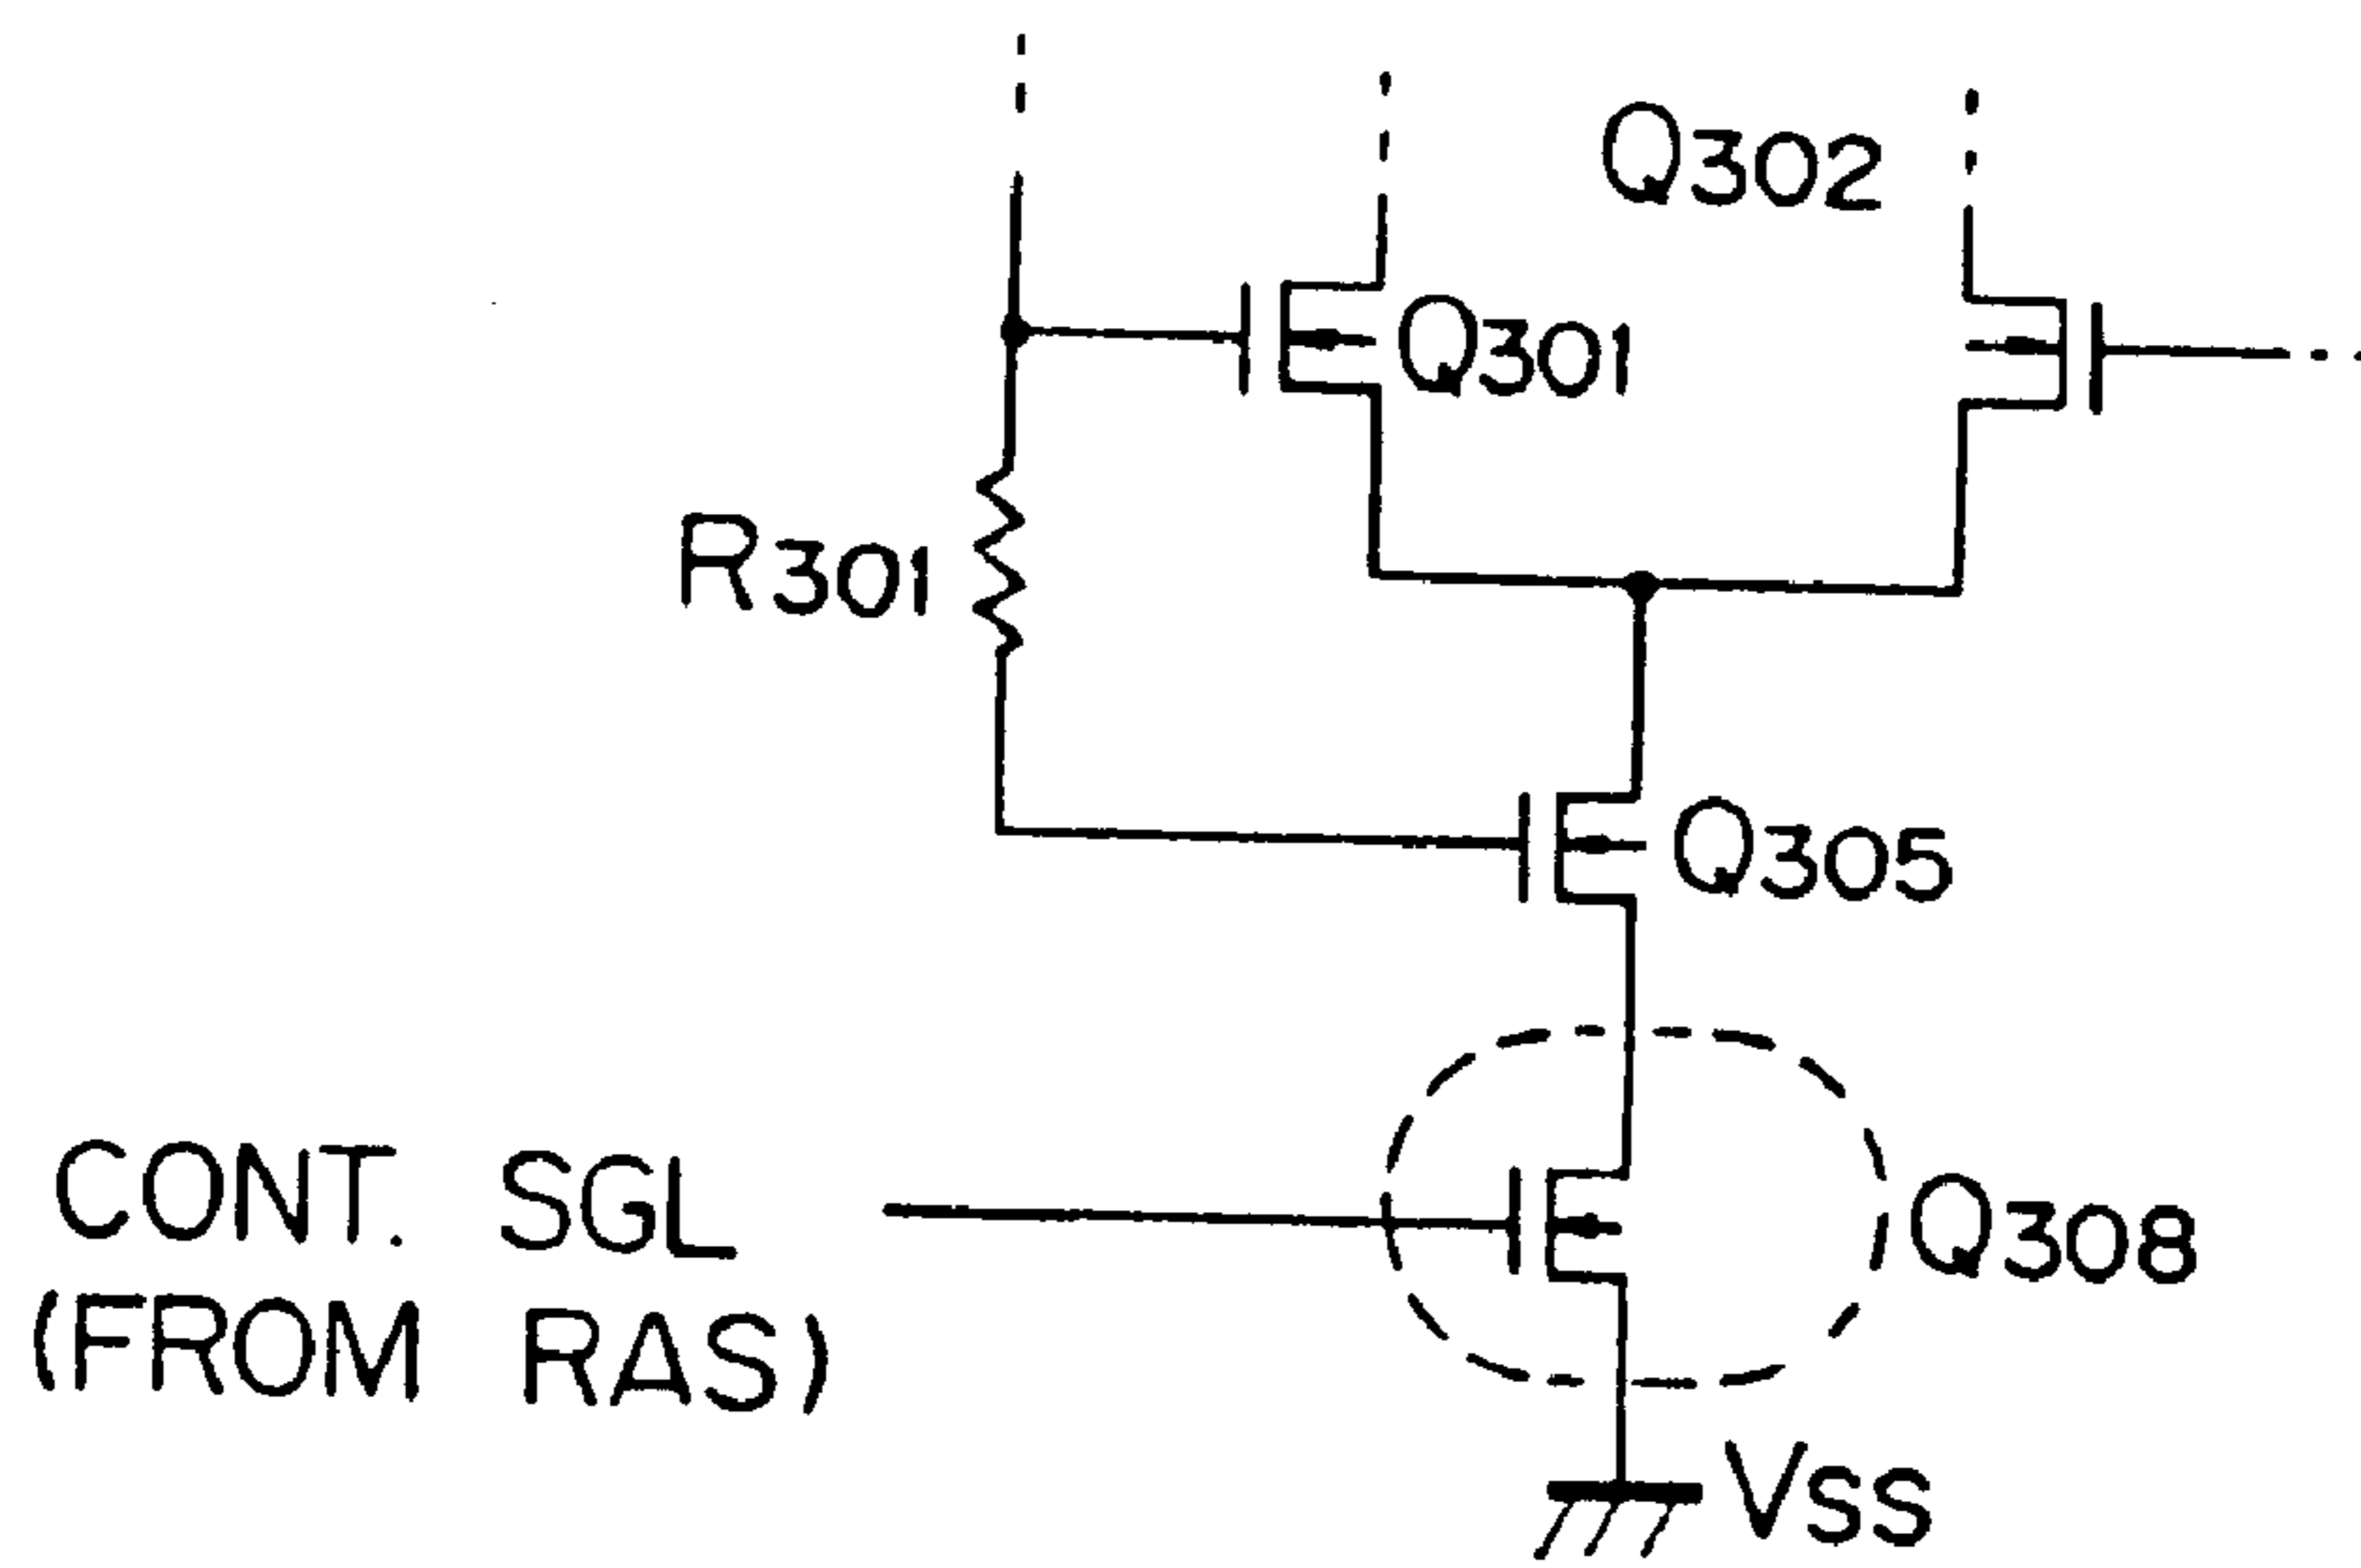 Q302
Q301
R301
Q305
CONT. SGL
(FROM RAS)
Q308
Vss